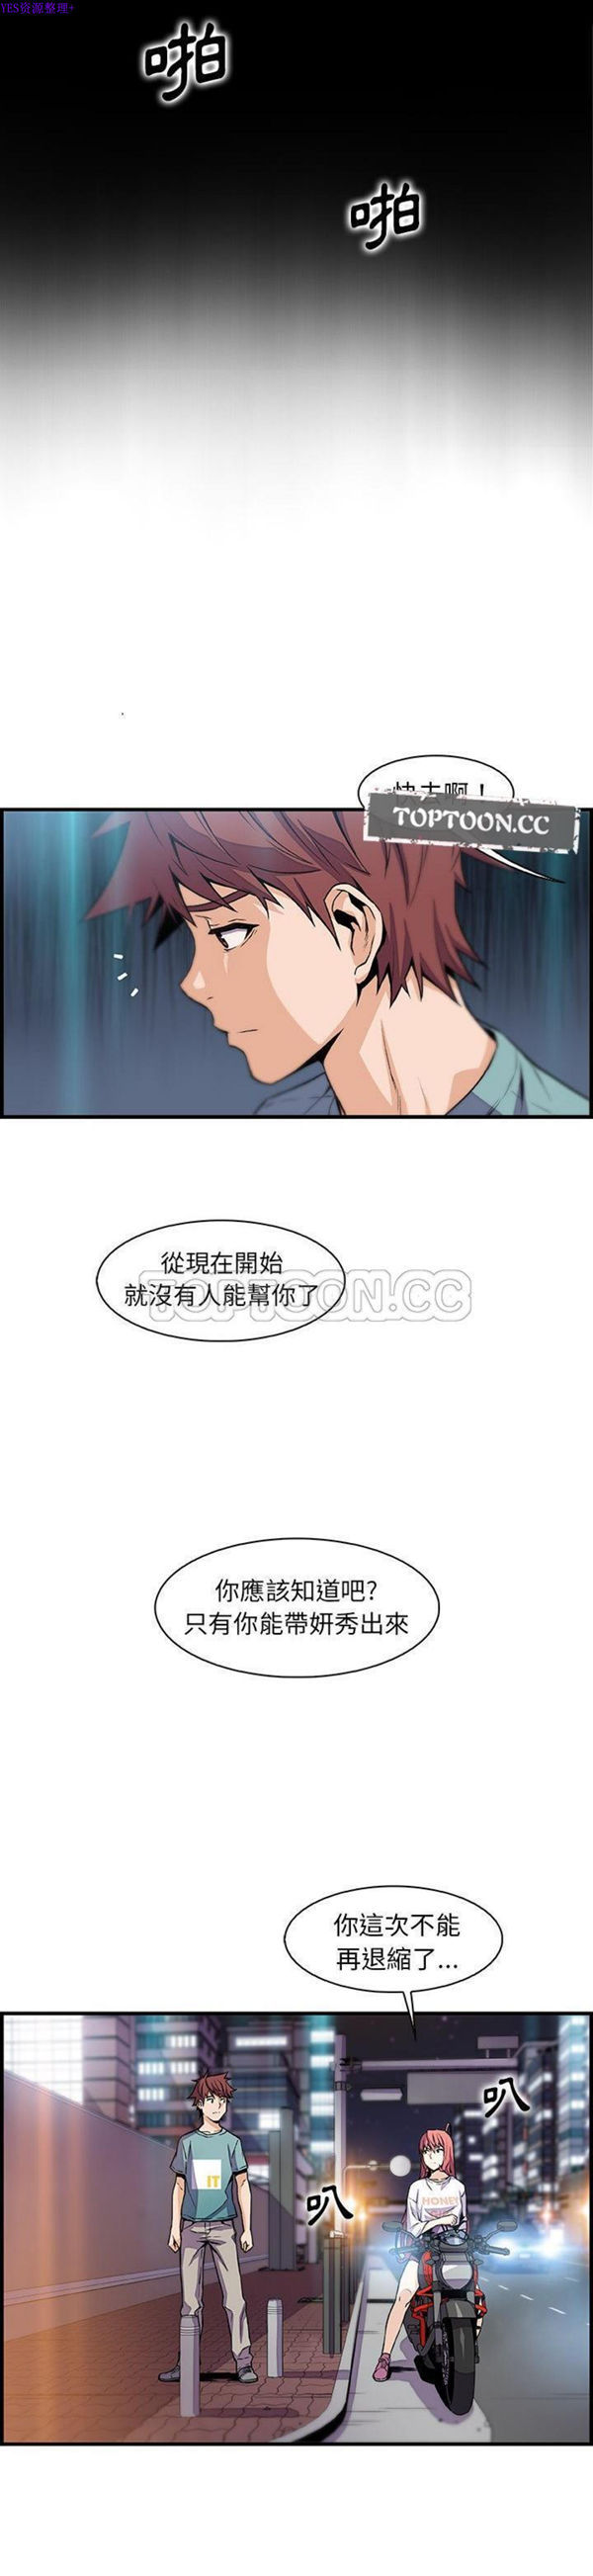 YES资源整理+
啪
啪
快去啊!
TOPTOON.CC
從現在開始
就沒有人能幫你了
TOPTOON.CC
你應該知道吧?
只有你能帶妍秀出來
你這次不能
再退縮了...
叭
叭
IT
HONEY